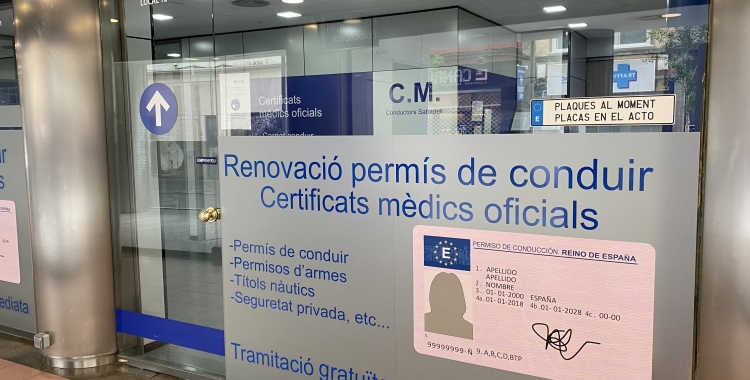 LOCAL
Certificats
mèdics oficials
C.M.
Conductors Sabadell
PLAQUES AL MOMENT
PLACAS EN EL ACTO
E
Renovació permís de conduir
Certificats mèdics oficials
-Permís de conduir
-Permisos d'armes
-Títols nàutics
-Seguretat privada, etc...
Tramitació gratuïta
E
PERMISO DE CONDUCCIÓN REINO DE ESPAÑA
1. APELLIDO
APELLIDO
2. NOMBRE
3. 01-01-2000 ESPAÑA
4a. 01-01-2018 4b. 01-01-2028 4c. 00-00
99999999-Ñ 9. A,B,C,D,BTP